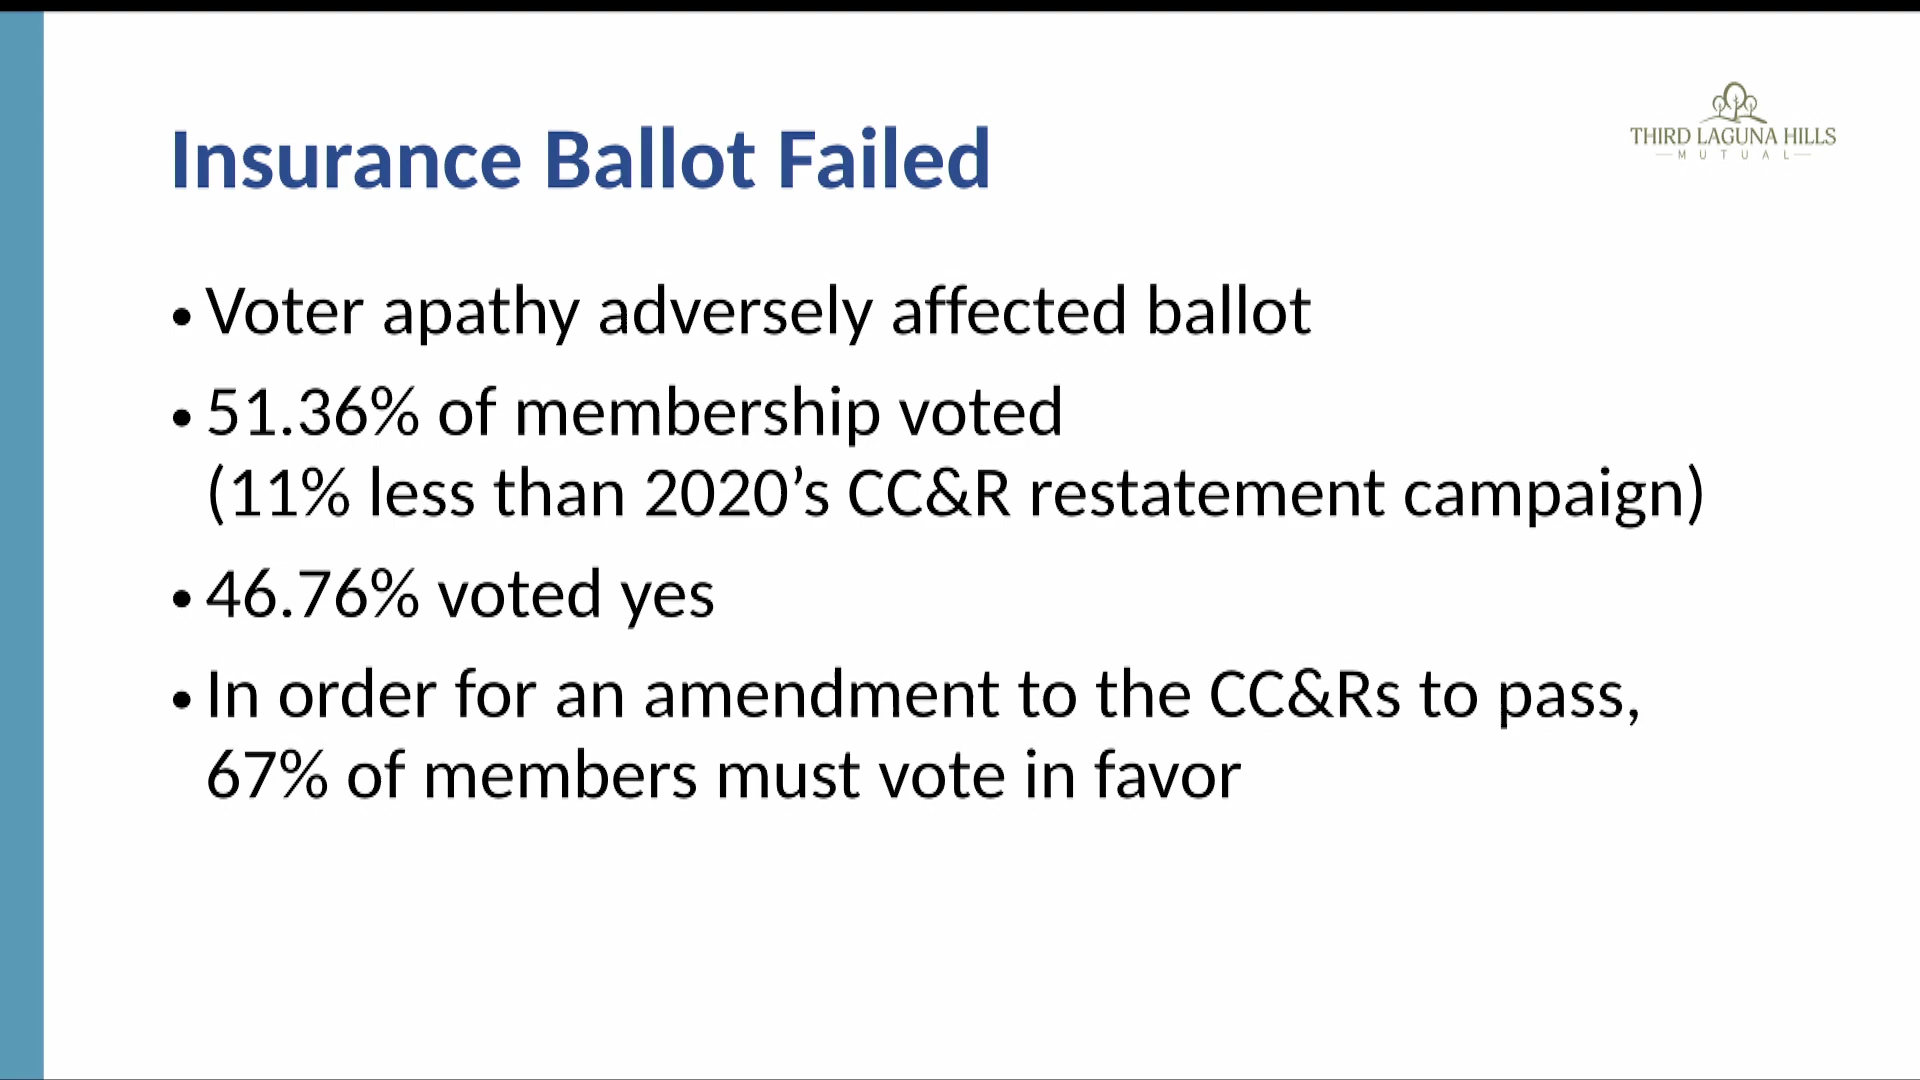 THIRD LAGUNA HILLS
MUTUAL
Insurance Ballot Failed
• Voter apathy adversely affected ballot
• 51.36% of membership voted
(11% less than 2020’s CC&R restatement campaign)
• 46.76% voted yes
• In order for an amendment to the CC&Rs to pass,
67% of members must vote in favor